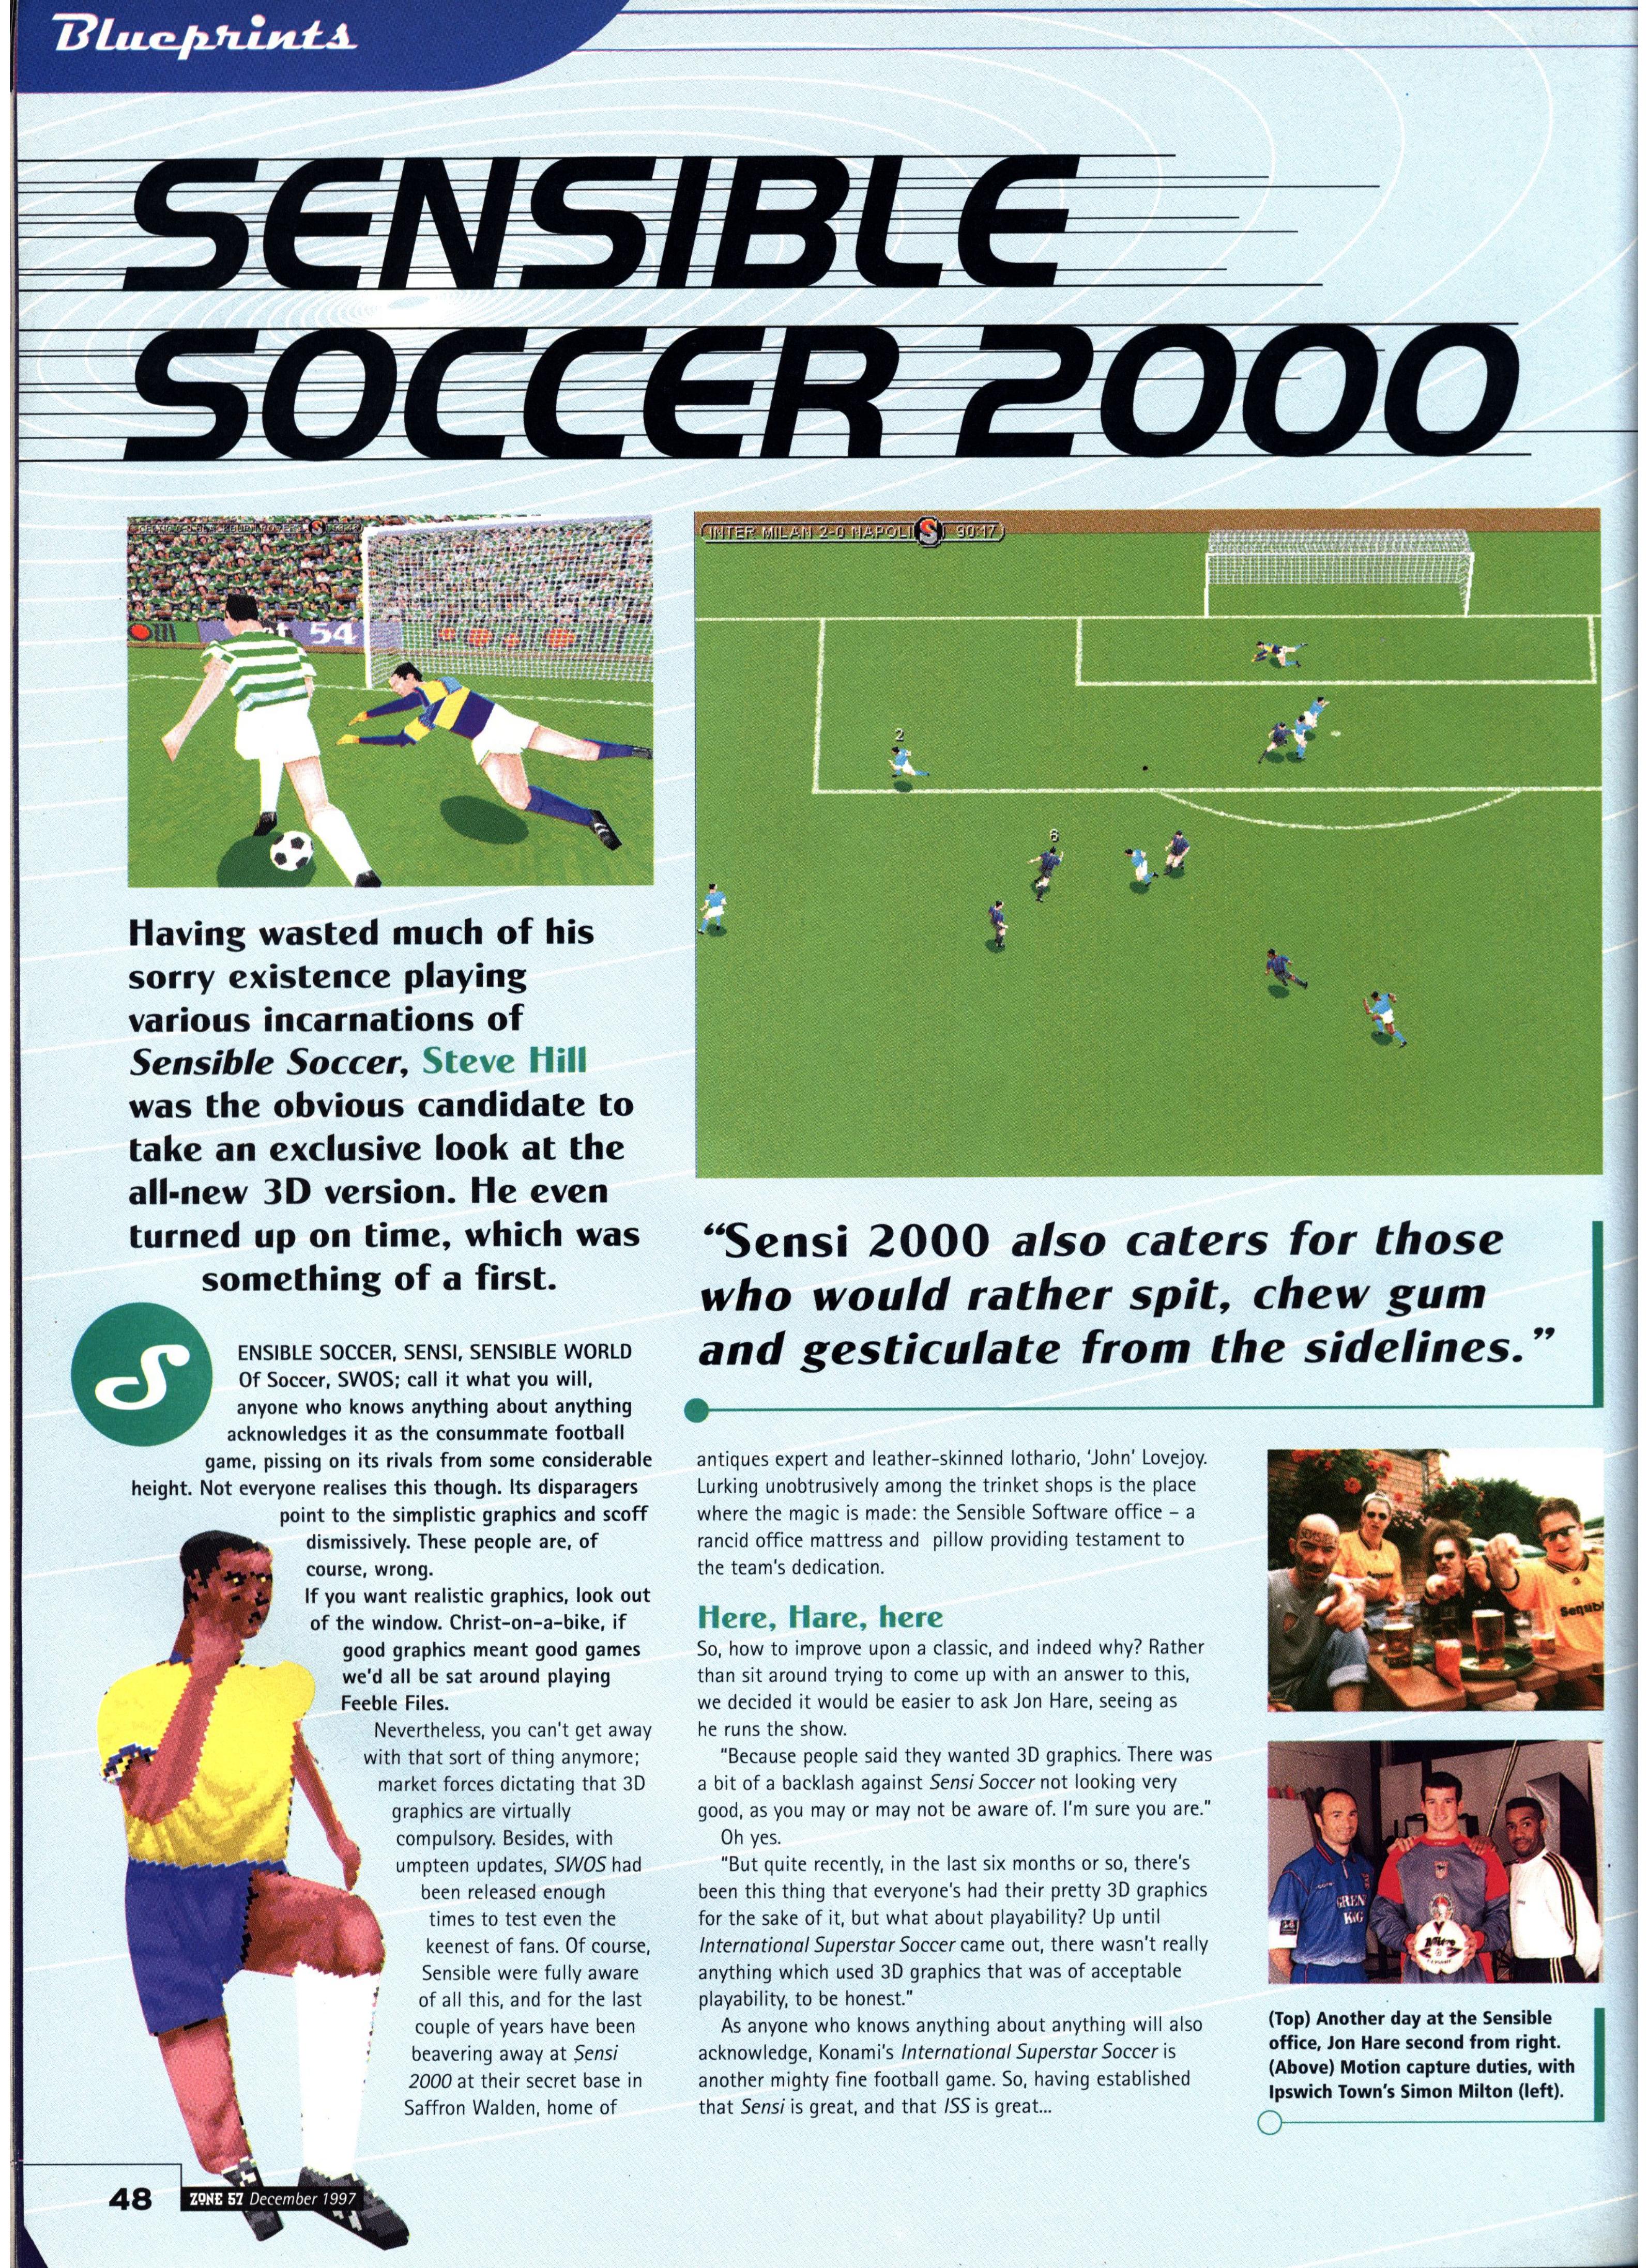 Blueprints
SENSIBLE
SOCCER 2000
54
INTER MILAN 2-0 NAPOLI S 90:17
2
6
Having wasted much of his
sorry existence playing
various incarnations of
Sensible Soccer, Steve Hill
was the obvious candidate to
take an exclusive look at the
all-new 3D version. He even
turned up on time, which was
something of a first.
“Sensi 2000 also caters for those
who would rather spit, chew gum
and gesticulate from the sidelines.”
S
ENSIBLE SOCCER, SENSI, SENSIBLE WORLD
Of Soccer, SWOS; call it what you will,
anyone who knows anything about anything
acknowledges it as the consummate football
game, pissing on its rivals from some considerable
height. Not everyone realises this though. Its disparagers
point to the simplistic graphics and scoff
dismissively. These people are, of
course, wrong.
If you want realistic graphics, look out
of the window. Christ-on-a-bike, if
good graphics meant good games
we'd all be sat around playing
Feeble Files.
Nevertheless, you can't get away
with that sort of thing anymore;
market forces dictating that 3D
graphics are virtually
compulsory. Besides, with
umpteen updates, SWOS had
been released enough
times to test even the
keenest of fans. Of course,
Sensible were fully aware
of all this, and for the last
couple of years have been
beavering away at Sensi
2000 at their secret base in
Saffron Walden, home of
antiques expert and leather-skinned lothario, ‘John’ Lovejoy.
Lurking unobtrusively among the trinket shops is the place
where the magic is made: the Sensible Software office – a
rancid office mattress and pillow providing testament to
the team's dedication.
Here, Hare, here
So, how to improve upon a classic, and indeed why? Rather
than sit around trying to come up with an answer to this,
we decided it would be easier to ask Jon Hare, seeing as
he runs the show.
"Because people said they wanted 3D graphics. There was
a bit of a backlash against Sensi Soccer not looking very
good, as you may or may not be aware of. I'm sure you are."
Oh yes.
"But quite recently, in the last six months or so, there's
been this thing that everyone's had their pretty 3D graphics
for the sake of it, but what about playability? Up until
International Superstar Soccer came out, there wasn't really
anything which used 3D graphics that was of acceptable
playability, to be honest."
As anyone who knows anything about anything will also
acknowledge, Konami's International Superstar Soccer is
another mighty fine football game. So, having established
that Sensi is great, and that ISS is great...
SENSIBLE
Sensibl
GREENE
KING
Mitre
(Top) Another day at the Sensible
office, Jon Hare second from right.
(Above) Motion capture duties, with
Ipswich Town's Simon Milton (left).
48 ZONE 57 December 1997